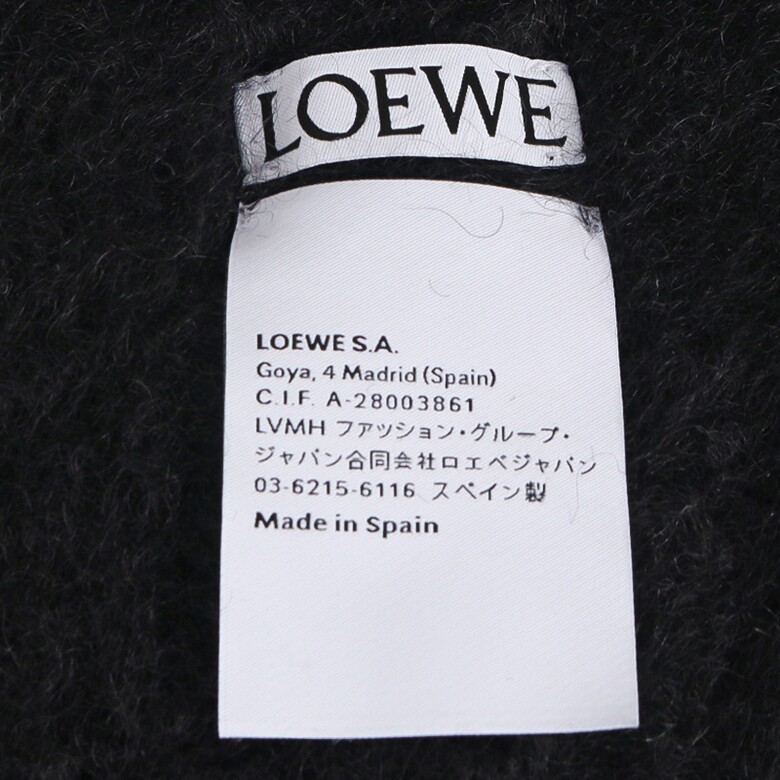 LOEWE
LOEWE S.A.
Goya, 4 Madrid (Spain)
C.I.F. A-28003861
LVMH ファッション・グループ・
ジャパン合同会社ロエベジャパン
03-6215-6116 スペイン製
Made in Spain